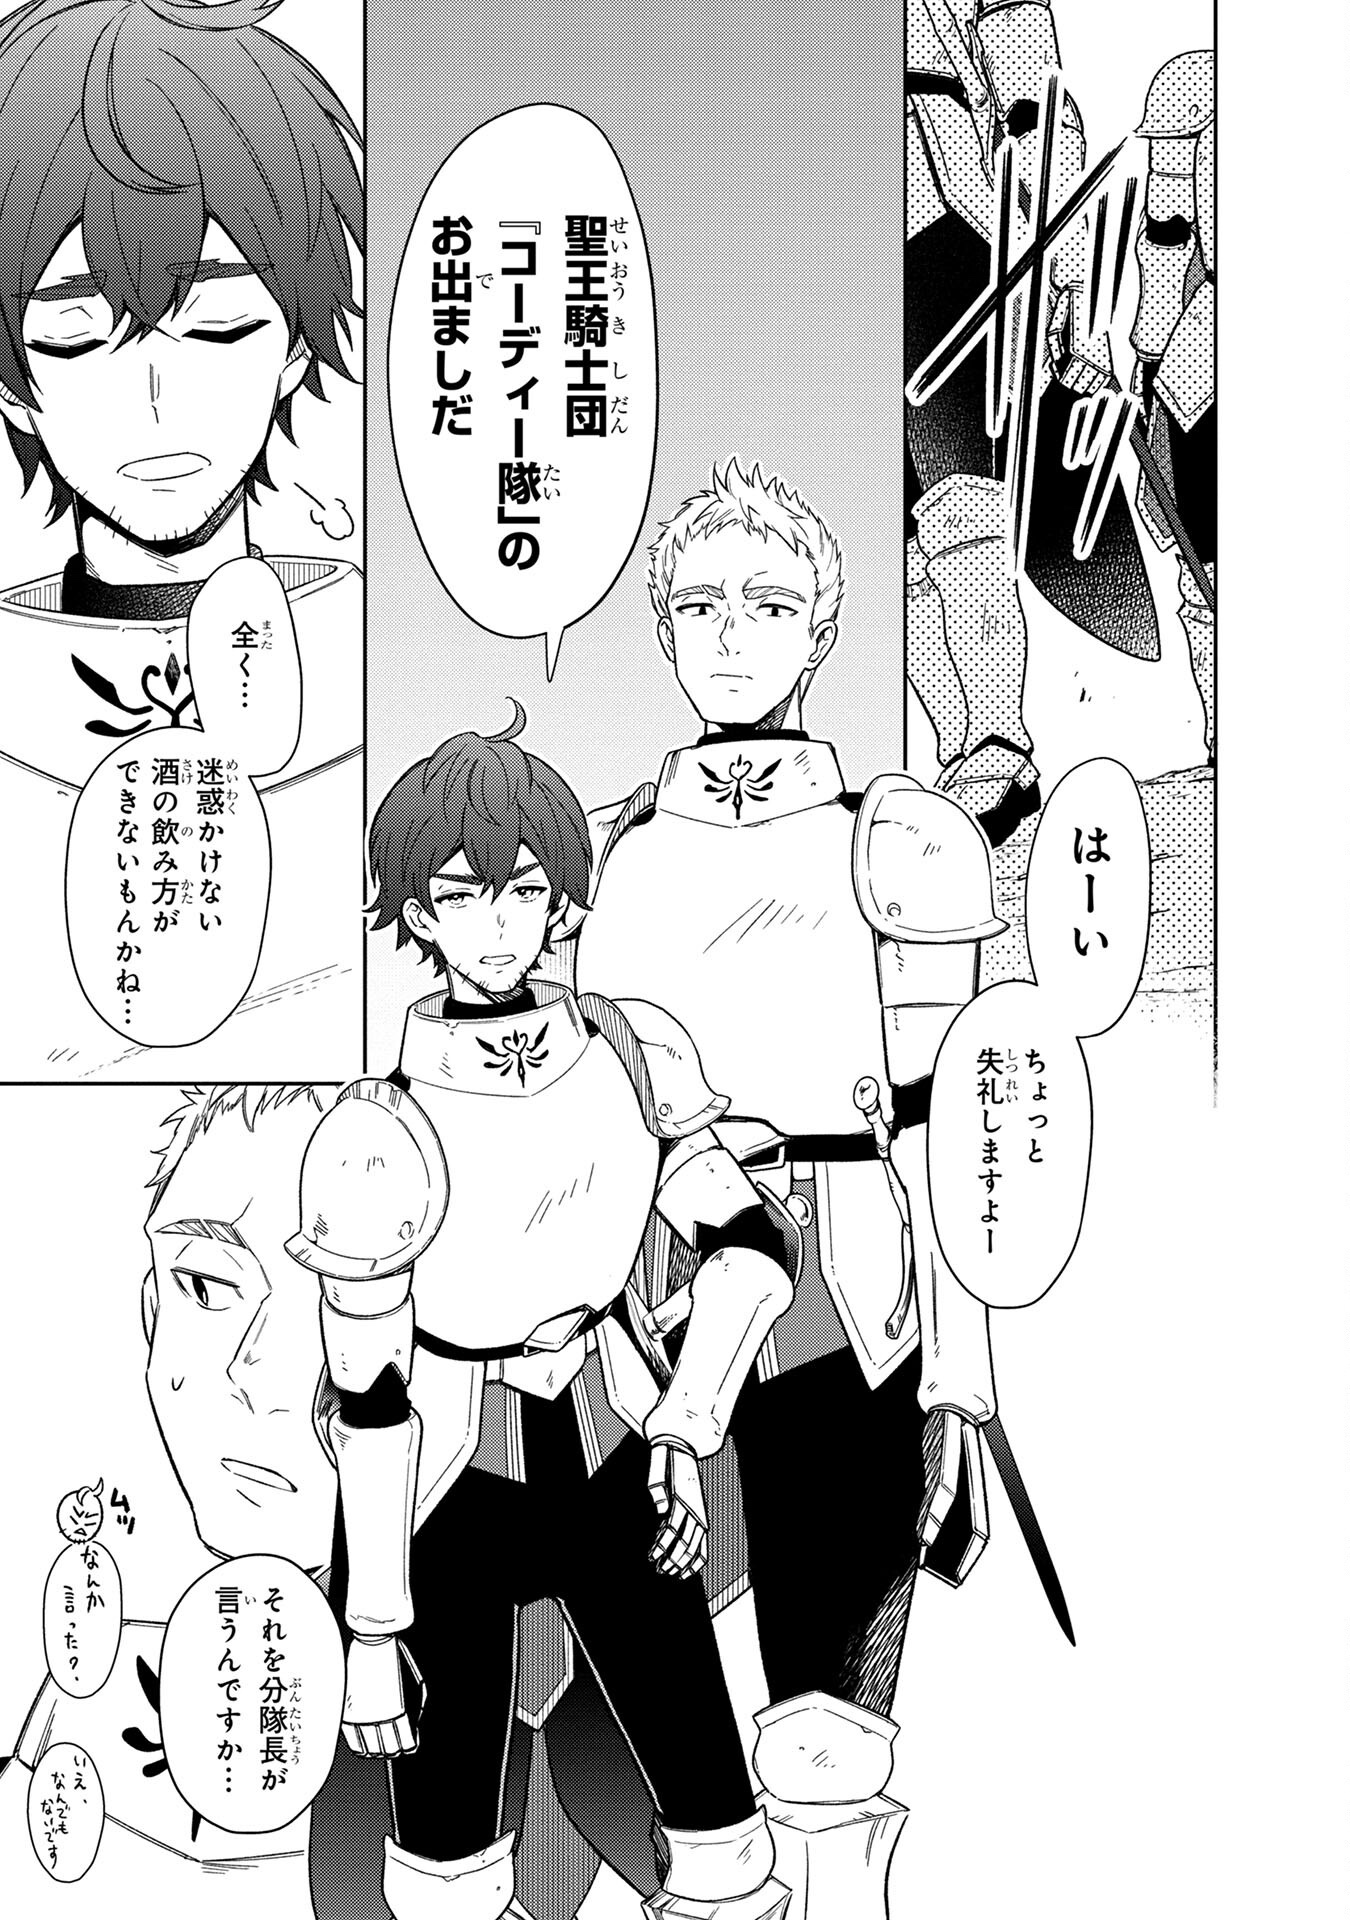 はーい
ちょっと
失礼しますよー
聖王騎士団
『コーディー隊』の
お出ましだ
全く…
迷惑かけない
酒の飲み方が
できないもんかね…
それを分隊長が
言うんですか…
ムッ
なんか
言った？
いえ、
なんでも
ないです